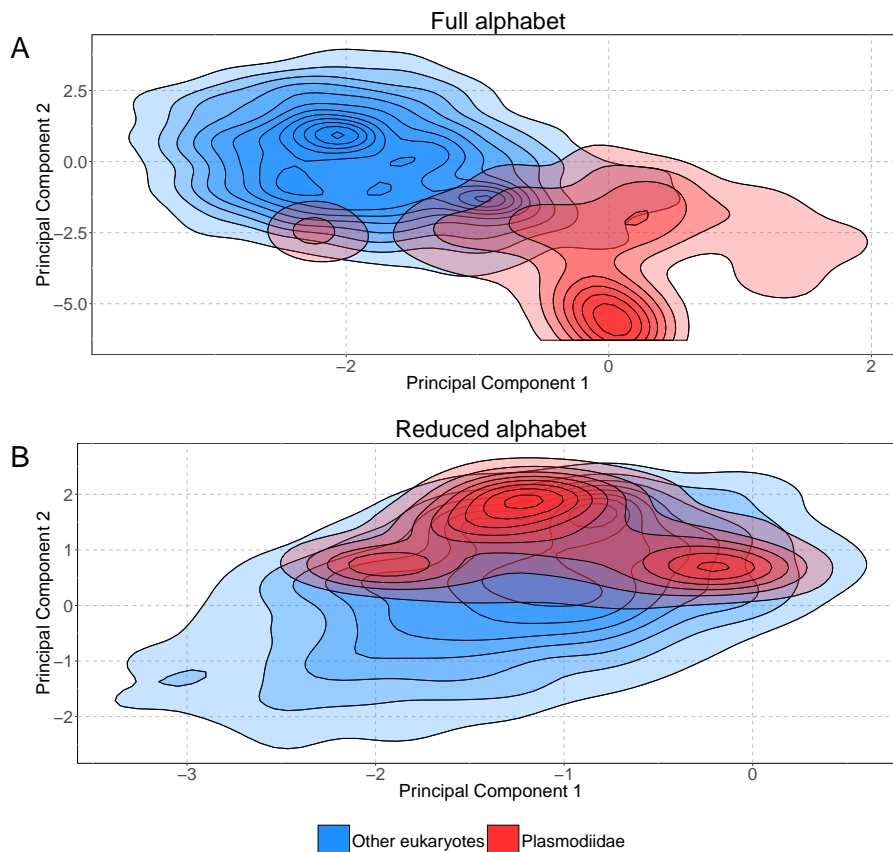 Full alphabet
A
Principal Component 2
2.5
0.0
−2.5
−5.0
−2
0
2
Principal Component 1
Reduced alphabet
B
Principal Component 2
2
1
0
−1
−2
−3
−2
−1
0
Principal Component 1
Other eukaryotes
Plasmodiidae